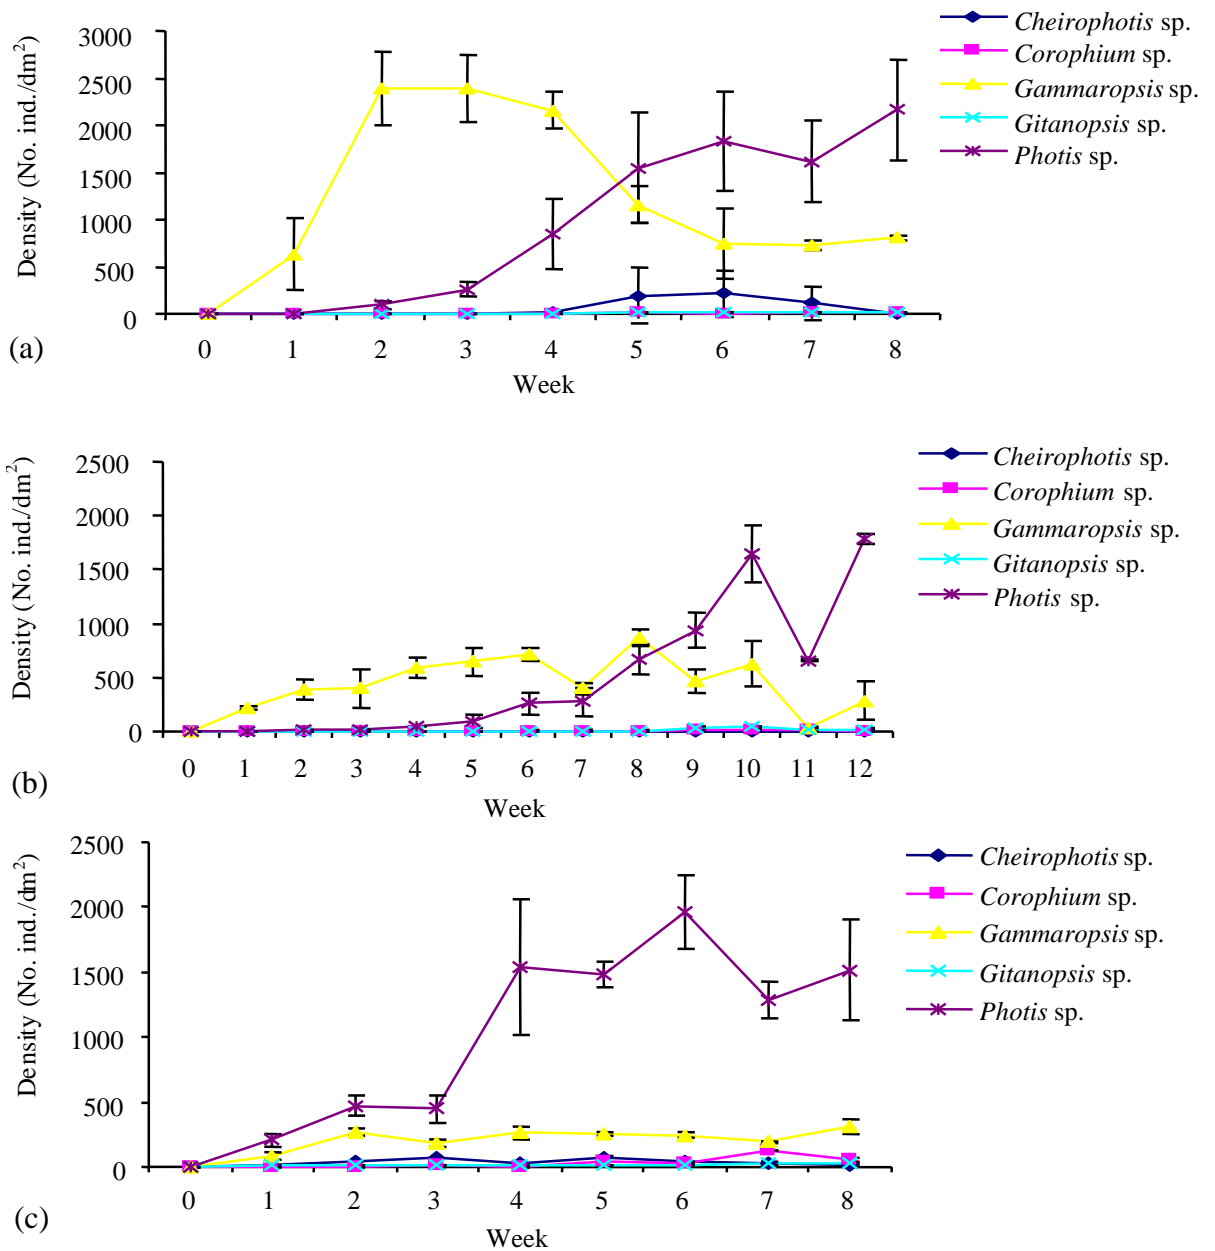 3000
2500
2000
1500
1000
500
0
Density (No. ind./dm²)
0 1 2 3 4 5 6 7 8
Week
(a)
Cheirophotis sp.
Corophium sp.
Gammaropsis sp.
Gitanopsis sp.
Photis sp.
2500
2000
1500
1000
500
0
Density (No. ind./dm²)
0 1 2 3 4 5 6 7 8 9 10 11 12
Week
(b)
Cheirophotis sp.
Corophium sp.
Gammaropsis sp.
Gitanopsis sp.
Photis sp.
2500
2000
1500
1000
500
0
Density (No. ind./dm²)
0 1 2 3 4 5 6 7 8
Week
(c)
Cheirophotis sp.
Corophium sp.
Gammaropsis sp.
Gitanopsis sp.
Photis sp.